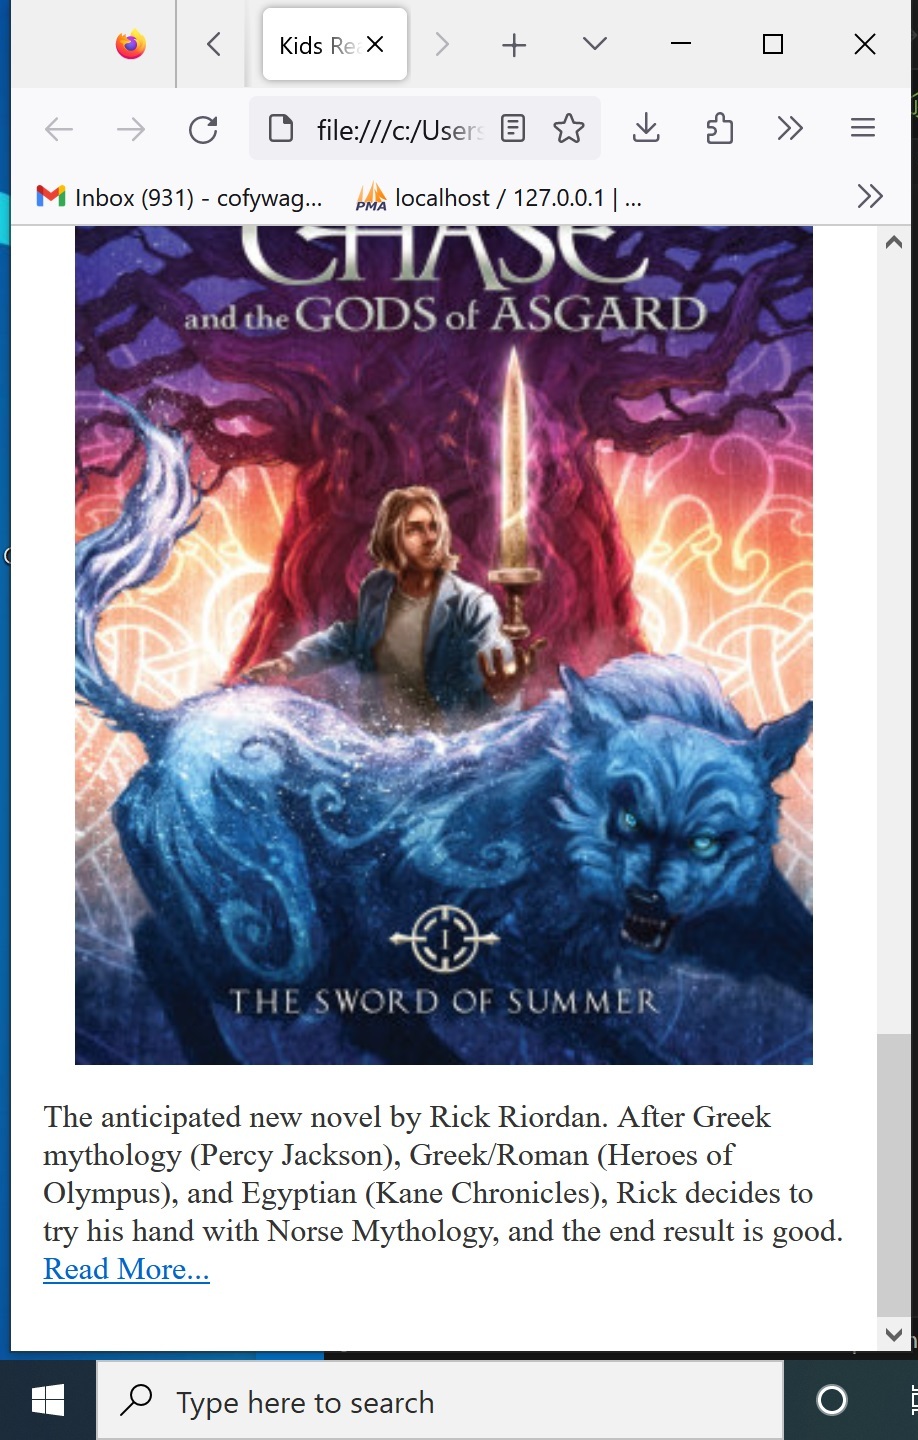 Kids Rea
file:///c:/Users
Inbox (931) - cofywag...
PMA
localhost / 127.0.0.1 | ...
CHASE
and the GODS of ASGARD
I
THE SWORD OF SUMMER
The anticipated new novel by Rick Riordan. After Greek
mythology (Percy Jackson), Greek/Roman (Heroes of
Olympus), and Egyptian (Kane Chronicles), Rick decides to
try his hand with Norse Mythology, and the end result is good.
Read More...
Type here to search